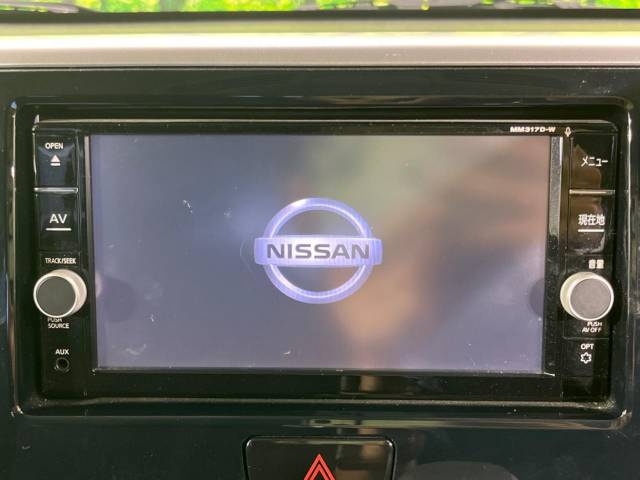 MM317D-W
OPEN
AV
TRACK/SEEK
PUSH
SOURCE
AUX
NISSAN
メニュー
現在地
音量
PUSH
AV OFF
OPT